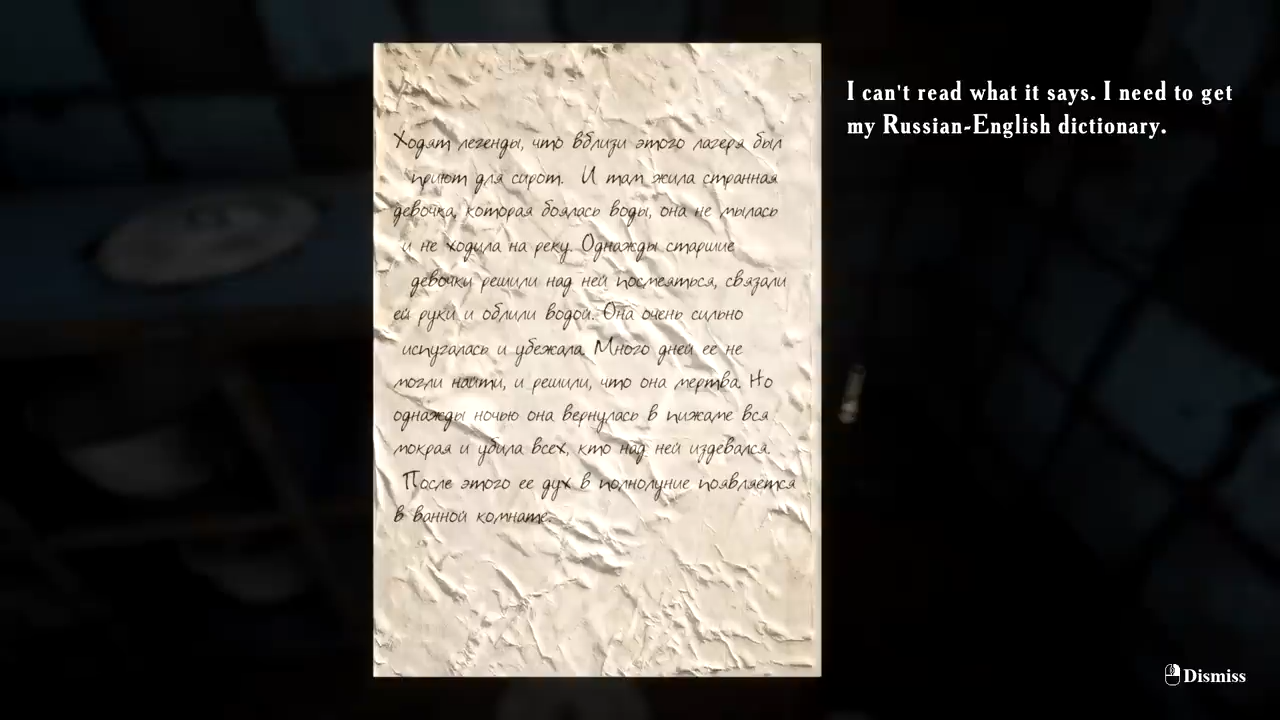 Ходят легенды, что вблизи этого лагеря был
приют для сирот. И там жила странная
девочка, которая боялась воды, она не мылась
и не ходила на реку. Однажды старшие
девочки решили над ней посмеяться, связали
ей руки и облили водой. Она очень сильно
испугалась и убежала. Много дней ее не
могли найти, и решили, что она мертва. Но
однажды ночью она вернулась в пижаме вся
мокрая и убила всех, кто над ней издевался.
После этого ее дух в полнолуние появляется
в ванной комнате.
I can't read what it says. I need to get
my Russian-English dictionary.
Dismiss